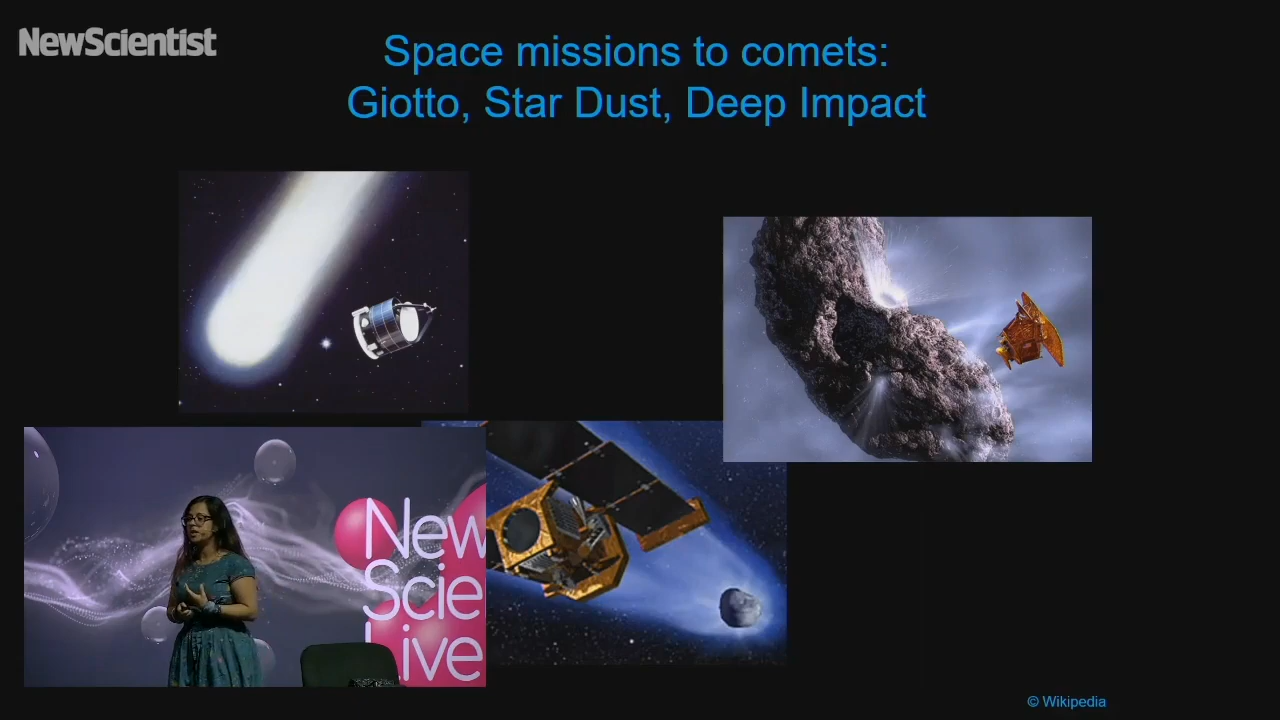 NewScientist
Space missions to comets:
Giotto, Star Dust, Deep Impact
New
Scie
Live
© Wikipedia